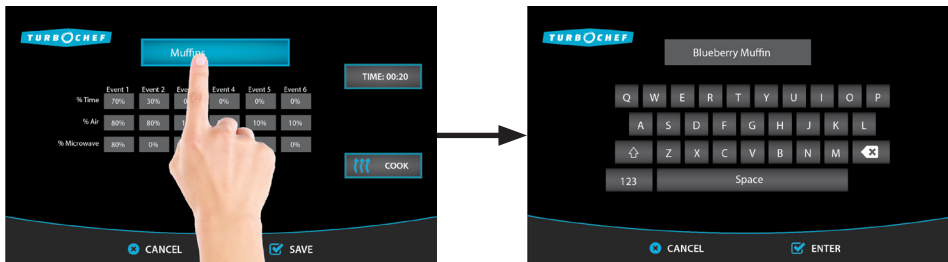 TURBOCHEF
Muffins
TIME: 00:20
Event 1 Event 2 Event 4 Event 5 Event 6
% Time 70% 30% 0% 0% 0%
% Air 80% 80% 10% 10%
% Microwave 80% 0% 0%
COOK
CANCEL SAVE
TURBOCHEF
Blueberry Muffin
Q W E R T Y U I O P
A S D F G H J K L
Z X C V B N M
123 Space
CANCEL ENTER